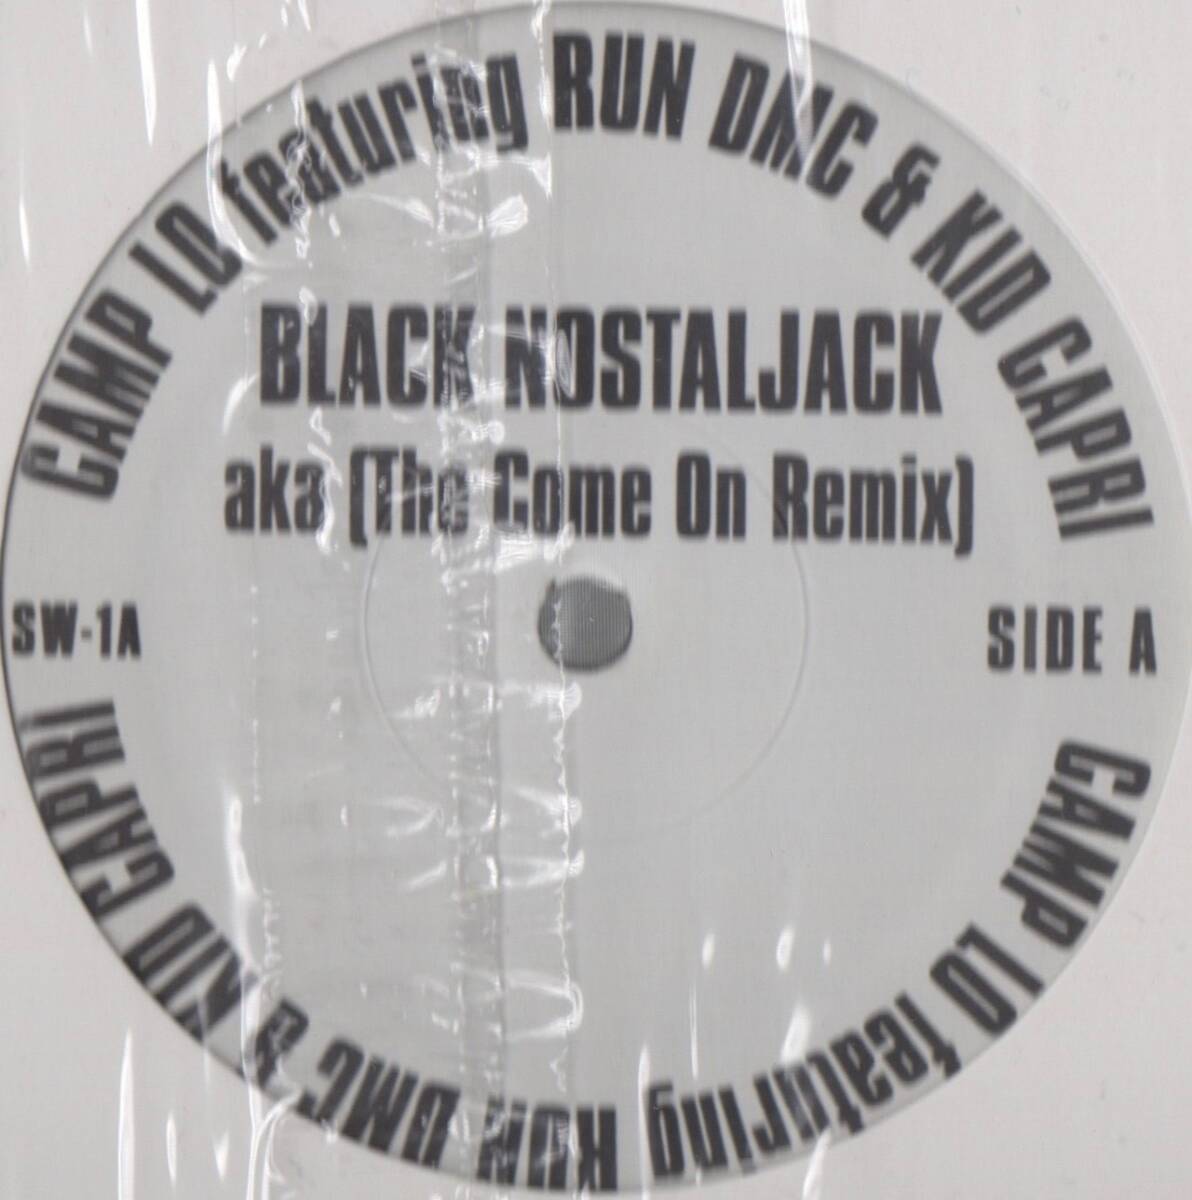 CAMP LO featuring RUN DMC & KID CAPRI
BLACK NOSTALJACK
aka (The Come On Remix)
SW-1A
SIDE A
CAMP LO featuring RUN DMC & KID CAPRI